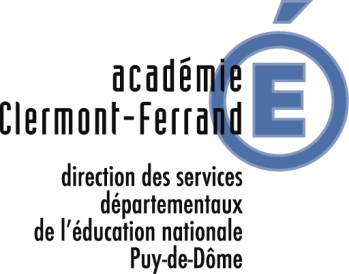 académie
Clermont-Ferrand
É
direction des services
départementaux
de l'éducation nationale
Puy-de-Dôme